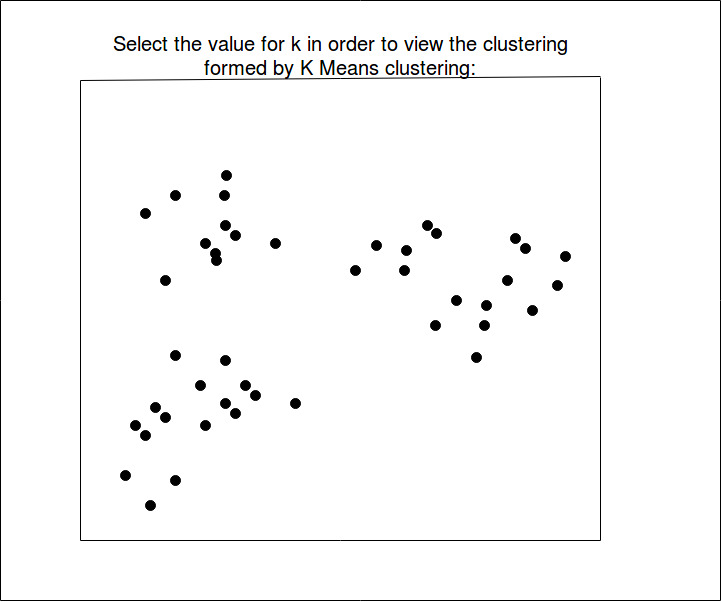 Select the value for k in order to view the clustering
formed by K Means clustering: